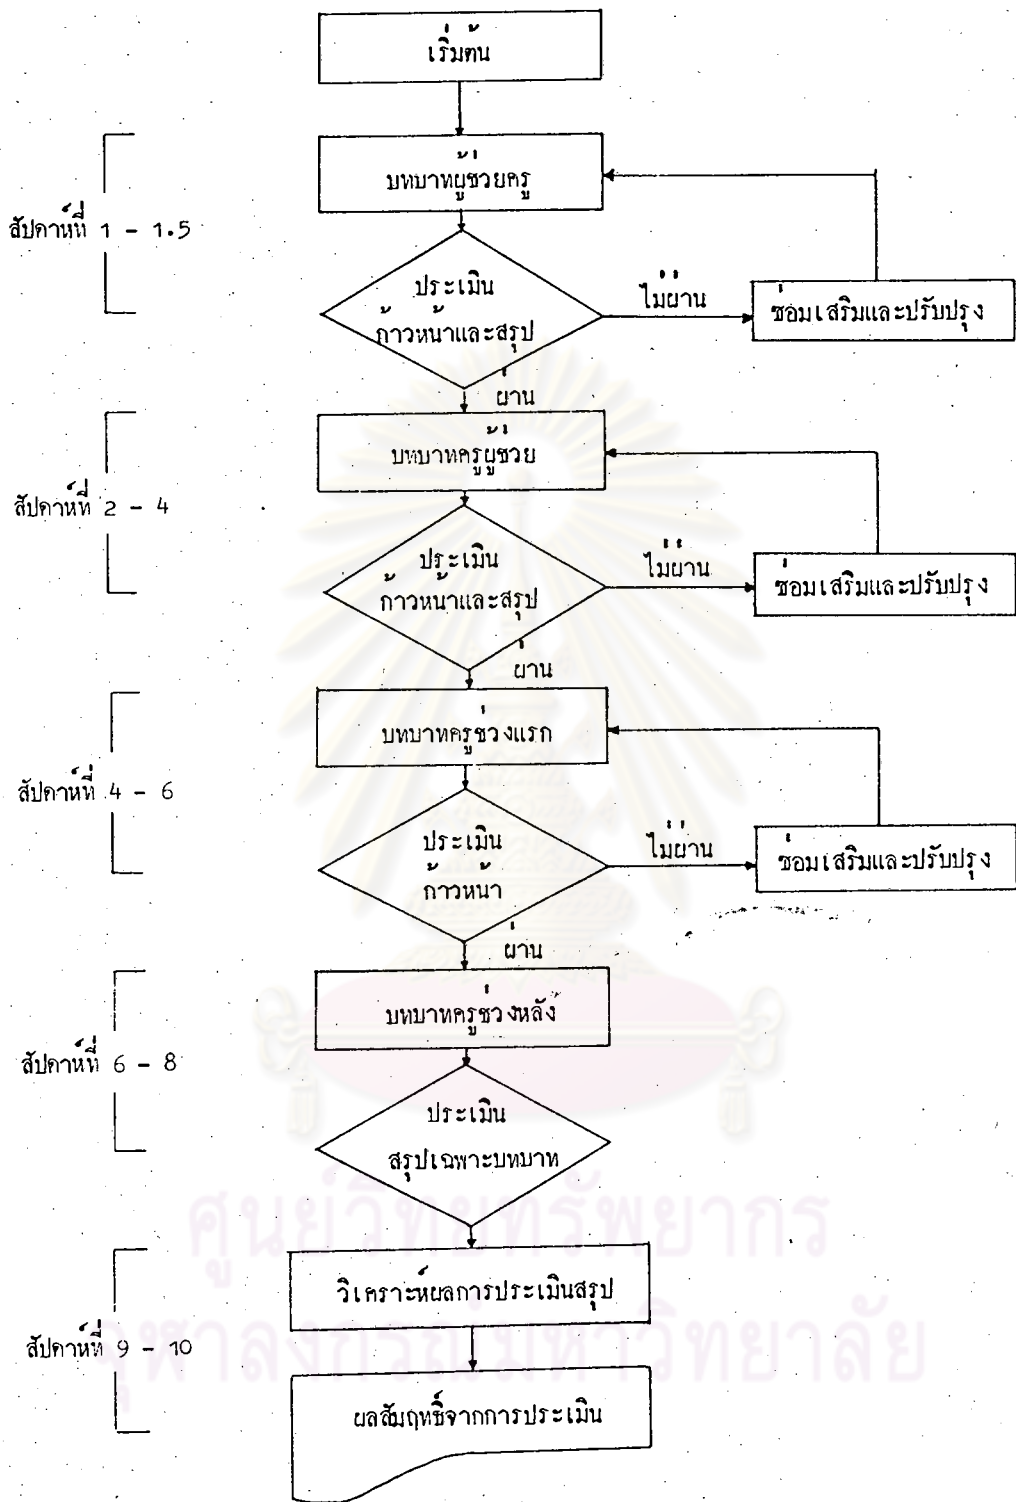 เริ่มต้น
บทบาทผู้ช่วยครู
สัปดาห์ที่ 1 - 1.5
ประเมิน
ก้าวหน้าและสรุป
ไม่ผ่าน
ซ่อมเสริมและปรับปรุง
ผ่าน
บทบาทครูผู้ช่วย
สัปดาห์ที่ 2 - 4
ประเมิน
ก้าวหน้าและสรุป
ไม่ผ่าน
ซ่อมเสริมและปรับปรุง
ผ่าน
บทบาทครูช่วงแรก
สัปดาห์ที่ 4 - 6
ประเมิน
ก้าวหน้า
ไม่ผ่าน
ซ่อมเสริมและปรับปรุง
ผ่าน
บทบาทครูช่วงหลัง
สัปดาห์ที่ 6 - 8
ประเมิน
สรุปเฉพาะบทบาท
ศูนย์วิทยทรัพยากร
วิเคราะห์ผลการประเมินสรุป
สัปดาห์ที่ 9 - 10
จุฬาลงกรณ์มหาวิทยาลัย
ผลสัมฤทธิ์จากการประเมิน